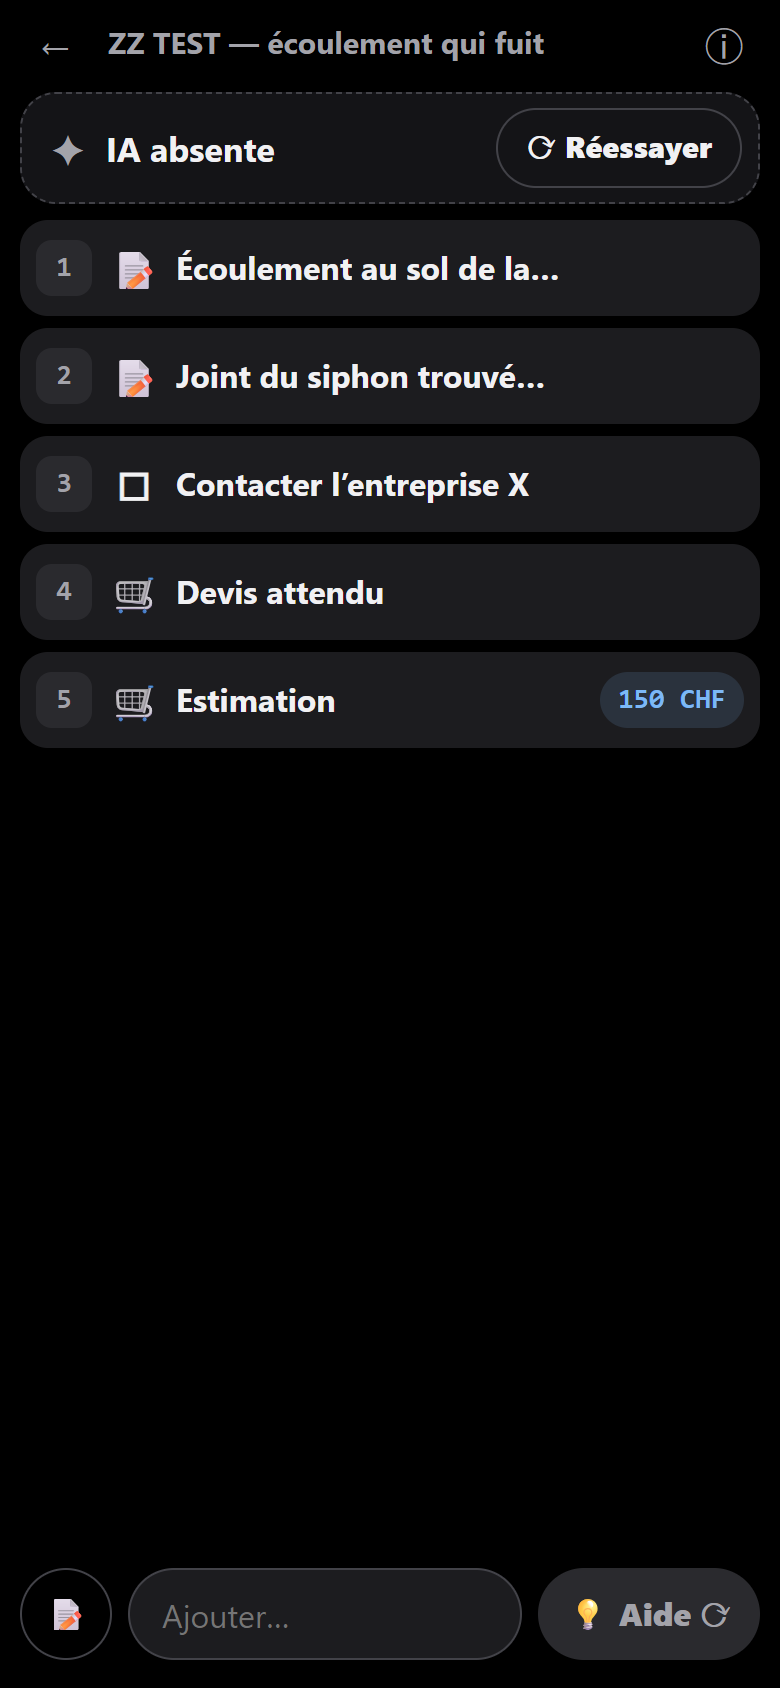 ← ZZ TEST — écoulement qui fuit ⓘ
✦ IA absente ⟳ Réessayer
1 📝 Écoulement au sol de la…
2 📝 Joint du siphon trouvé…
3 ☐ Contacter l’entreprise X
4 🛒 Devis attendu
5 🛒 Estimation 150 CHF
📝 Ajouter… 💡 Aide ⟳